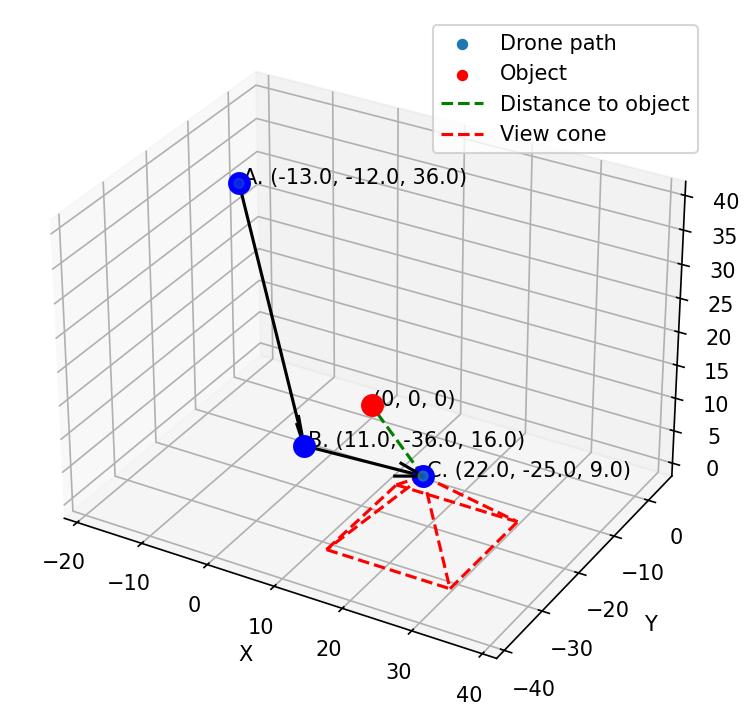 Drone path
Object
Distance to object
View cone
A. (-13.0, -12.0, 36.0)
(0, 0, 0)
B. (11.0, -36.0, 16.0)
C. (22.0, -25.0, 9.0)
40
35
30
25
20
15
10
5
0
−20
−10
0
10
20
30
40
X
0
−10
−20
−30
−40
Y